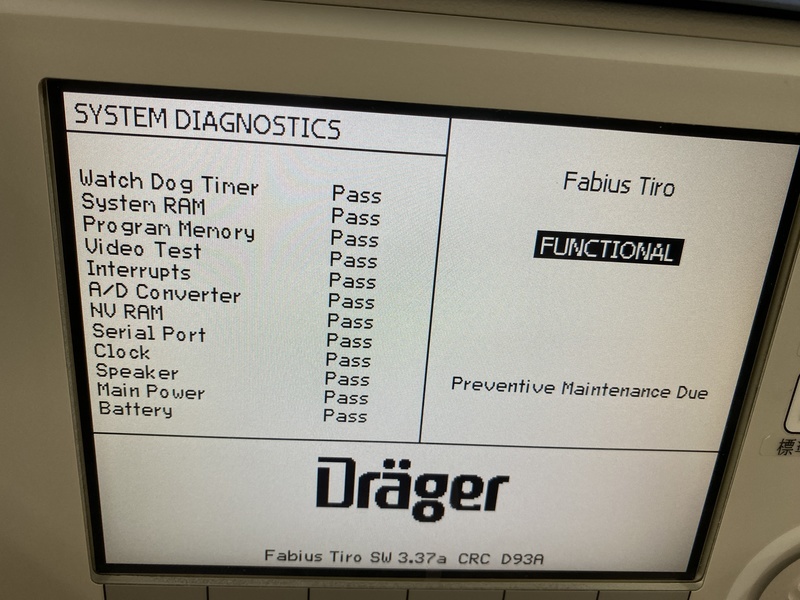 SYSTEM DIAGNOSTICS
Watch Dog Timer Pass
System RAM Pass
Program Memory Pass
Video Test Pass
Interrupts Pass
A/D Converter Pass
NV RAM Pass
Serial Port Pass
Clock Pass
Speaker Pass
Main Power Pass
Battery Pass
Fabius Tiro
FUNCTIONAL
Preventive Maintenance Due
Dräger
Fabius Tiro SW 3.37a CRC D93A
標